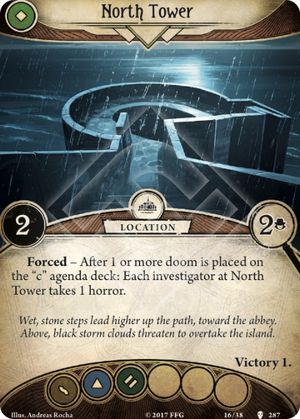 North Tower
2
LOCATION
2
Forced – After 1 or more doom is placed on
the “c” agenda deck: Each investigator at North
Tower takes 1 horror.
Wet, stone steps lead higher up the path, toward the abbey.
Above, black storm clouds threaten to overtake the island.
Victory 1.
Illus. Andreas Rocha
© 2017 FFG
16/38
287